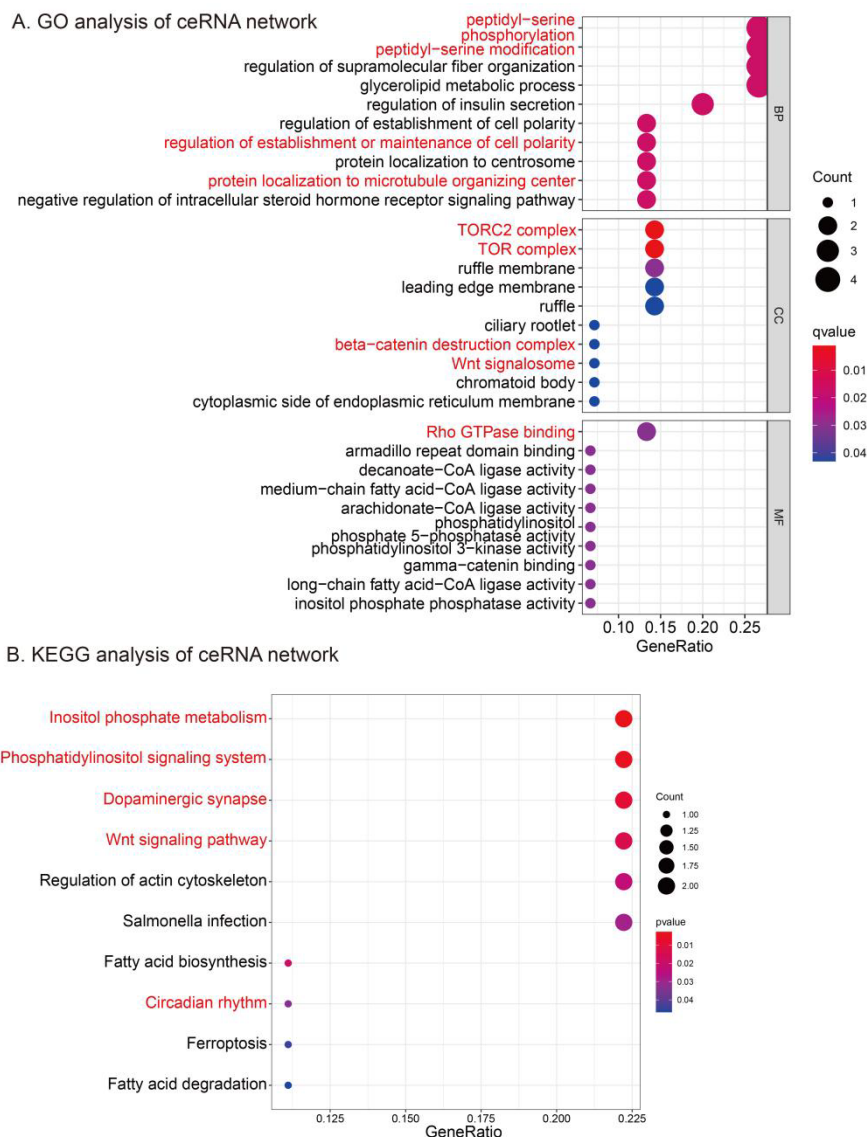 A. GO analysis of ceRNA network
peptidyl−serine
phosphorylation
peptidyl−serine modification
regulation of supramolecular fiber organization
glycerolipid metabolic process
regulation of insulin secretion
regulation of establishment of cell polarity
regulation of establishment or maintenance of cell polarity
protein localization to centrosome
protein localization to microtubule organizing center
negative regulation of intracellular steroid hormone receptor signaling pathway
BP
TORC2 complex
TOR complex
ruffle membrane
leading edge membrane
ruffle
ciliary rootlet
beta−catenin destruction complex
Wnt signalosome
chromatoid body
cytoplasmic side of endoplasmic reticulum membrane
CC
Rho GTPase binding
armadillo repeat domain binding
decanoate−CoA ligase activity
medium−chain fatty acid−CoA ligase activity
arachidonate−CoA ligase activity
phosphatidylinositol
phosphate 5−phosphatase activity
phosphatidylinositol 3−kinase activity
gamma−catenin binding
long−chain fatty acid−CoA ligase activity
inositol phosphate phosphatase activity
MF
0.10 0.15 0.20 0.25
GeneRatio
Count
1
2
3
4
qvalue
0.01
0.02
0.03
0.04
B. KEGG analysis of ceRNA network
Inositol phosphate metabolism
Phosphatidylinositol signaling system
Dopaminergic synapse
Wnt signaling pathway
Regulation of actin cytoskeleton
Salmonella infection
Fatty acid biosynthesis
Circadian rhythm
Ferroptosis
Fatty acid degradation
0.125 0.150 0.175 0.200 0.225
GeneRatio
Count
1.00
1.25
1.50
1.75
2.00
pvalue
0.01
0.02
0.03
0.04